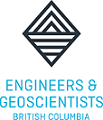 ENGINEERS &
GEOSCIENTISTS
BRITISH COLUMBIA